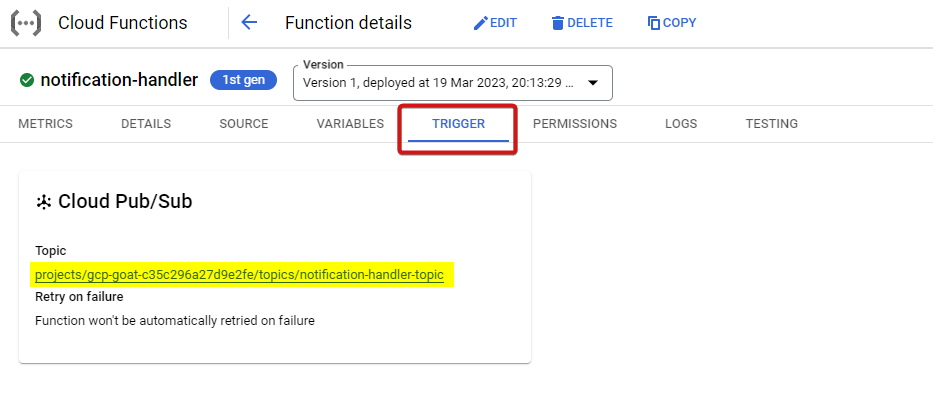 Cloud Functions Function details EDIT DELETE COPY
notification-handler 1st gen Version
Version 1, deployed at 19 Mar 2023, 20:13:29 ...
METRICS DETAILS SOURCE VARIABLES TRIGGER PERMISSIONS LOGS TESTING
Cloud Pub/Sub
Topic
projects/gcp-goat-c35c296a27d9e2fe/topics/notification-handler-topic
Retry on failure
Function won't be automatically retried on failure